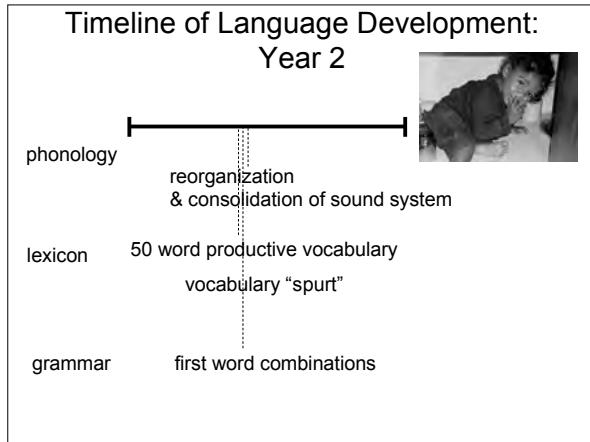 Timeline of Language Development:
Year 2
phonology
reorganization
& consolidation of sound system
lexicon
50 word productive vocabulary
vocabulary “spurt”
grammar
first word combinations